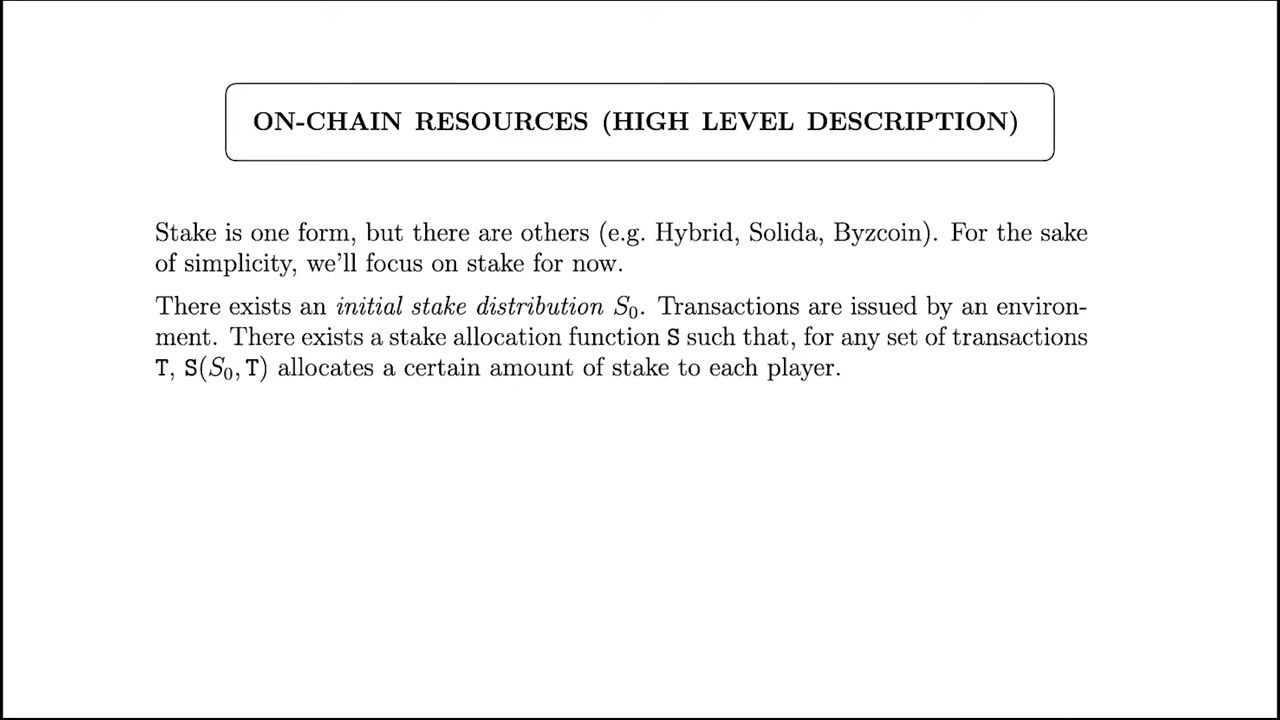 ON-CHAIN RESOURCES (HIGH LEVEL DESCRIPTION)
Stake is one form, but there are others (e.g. Hybrid, Solida, Byzcoin). For the sake
of simplicity, we'll focus on stake for now.
There exists an initial stake distribution S₀. Transactions are issued by an environ-
ment. There exists a stake allocation function S such that, for any set of transactions
T, S(S₀, T) allocates a certain amount of stake to each player.